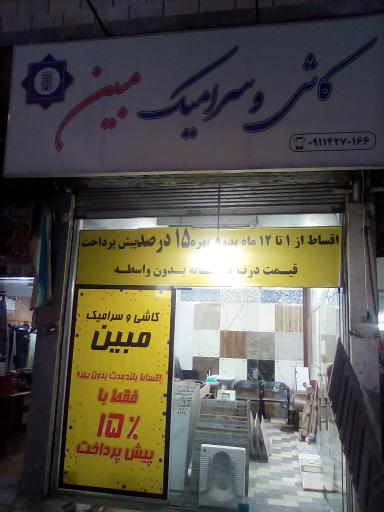 کاشی و سرامیک مبین
۰۹۱۱۴۲۷۰۱۶۶
اقساط از ۱ تا ۱۲ ماه بدون بهره ۱۵ درصد پیش پرداخت
قیمت درب بدون واسطه
کاشی و سرامیک
مبین
اقساط بلندمدت بدون بهره
فقط با
۱۵٪
پیش پرداخت